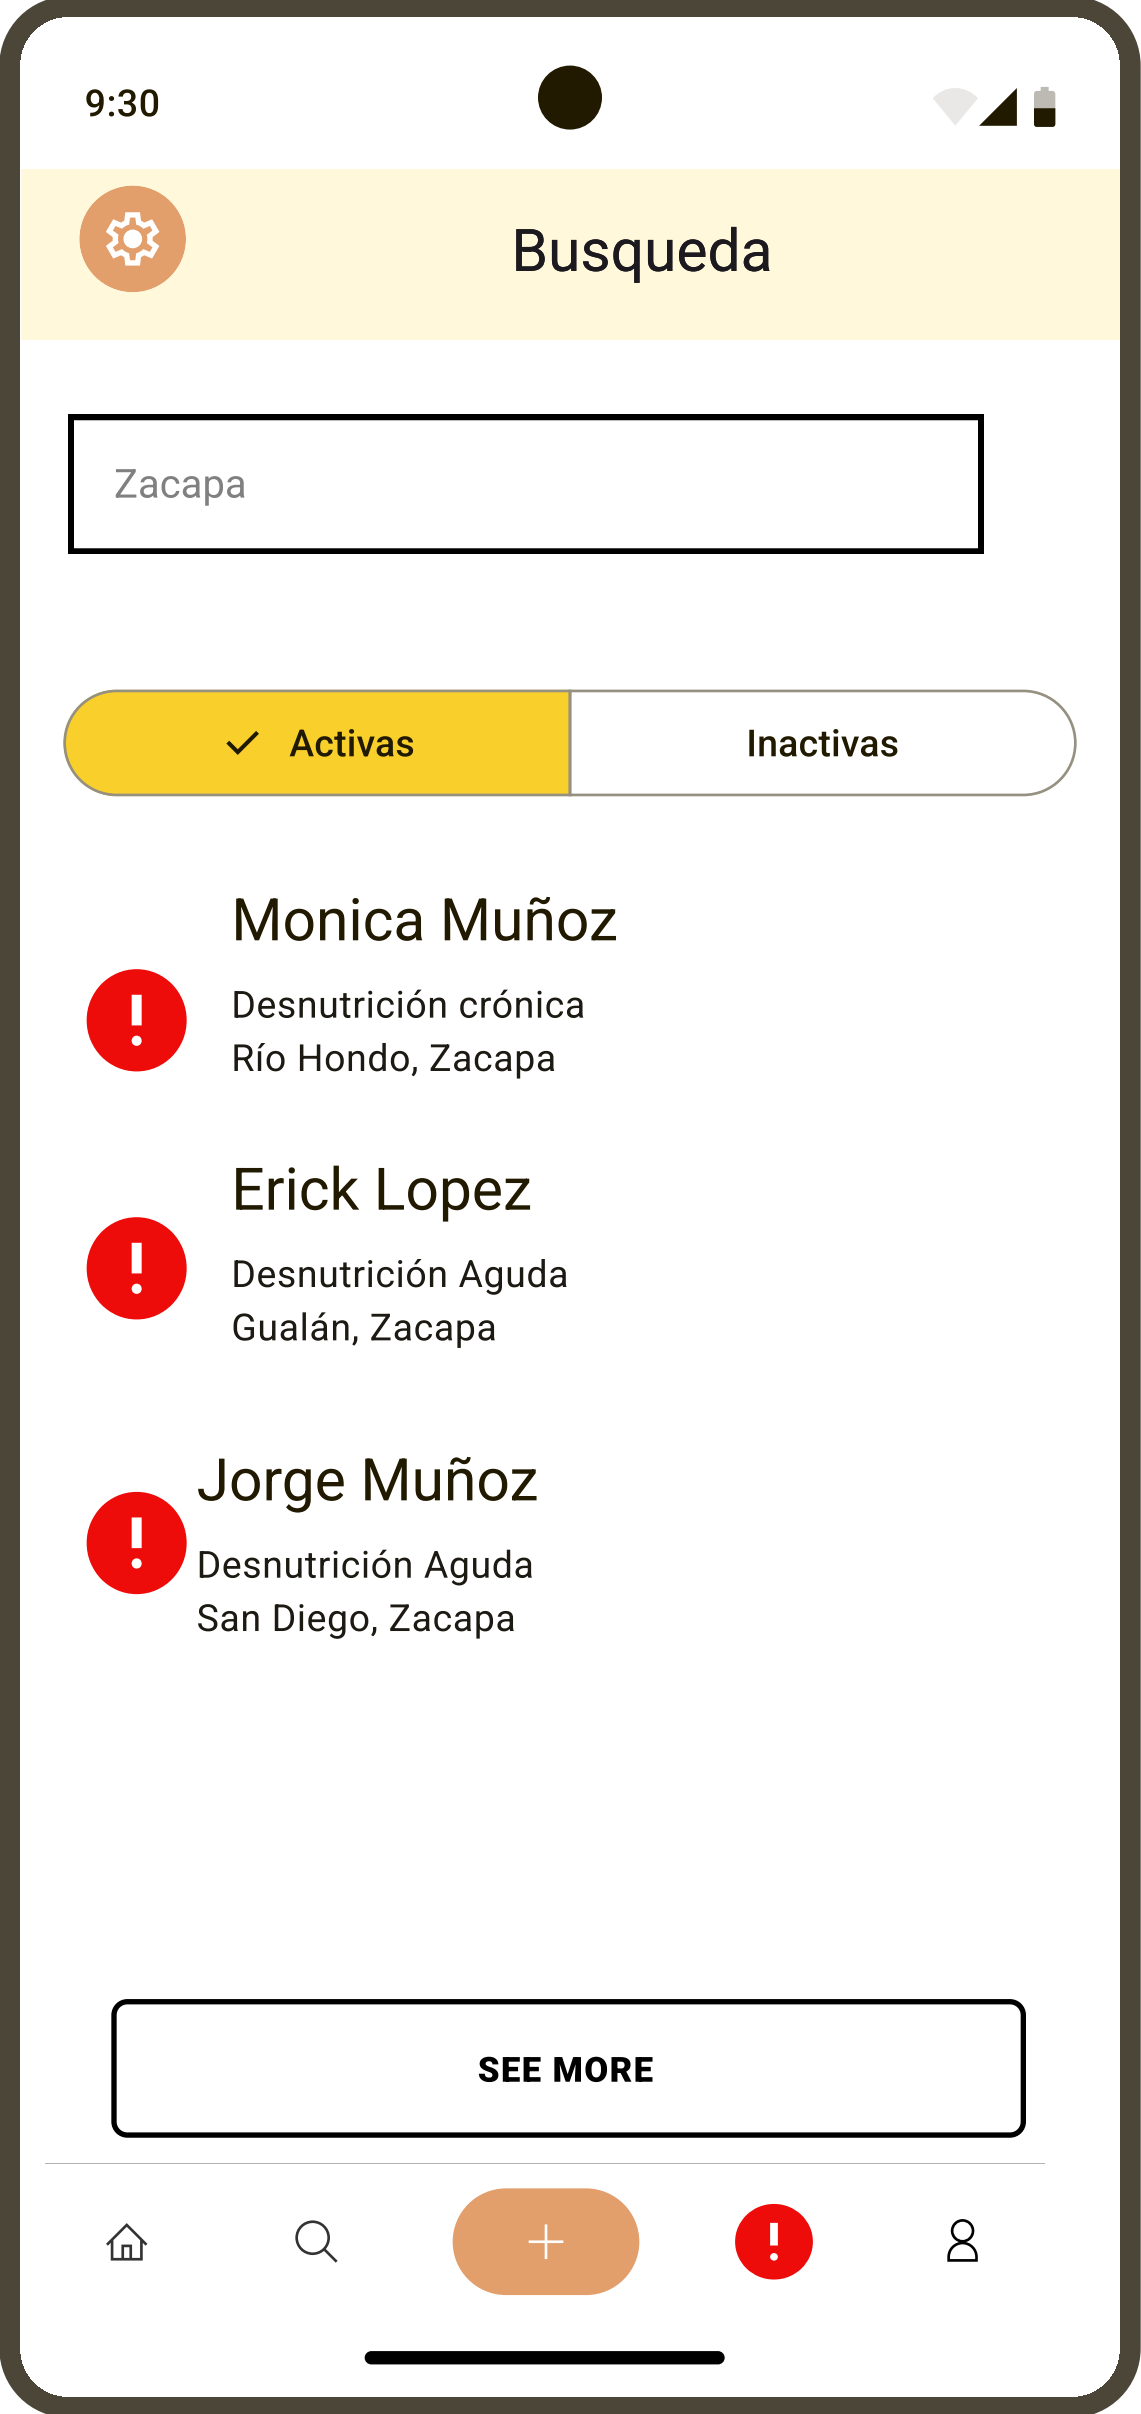 9:30
Busqueda
Zacapa
Activas
Inactivas
Monica Muñoz
Desnutrición crónica
Río Hondo, Zacapa
Erick Lopez
Desnutrición Aguda
Gualán, Zacapa
Jorge Muñoz
Desnutrición Aguda
San Diego, Zacapa
SEE MORE